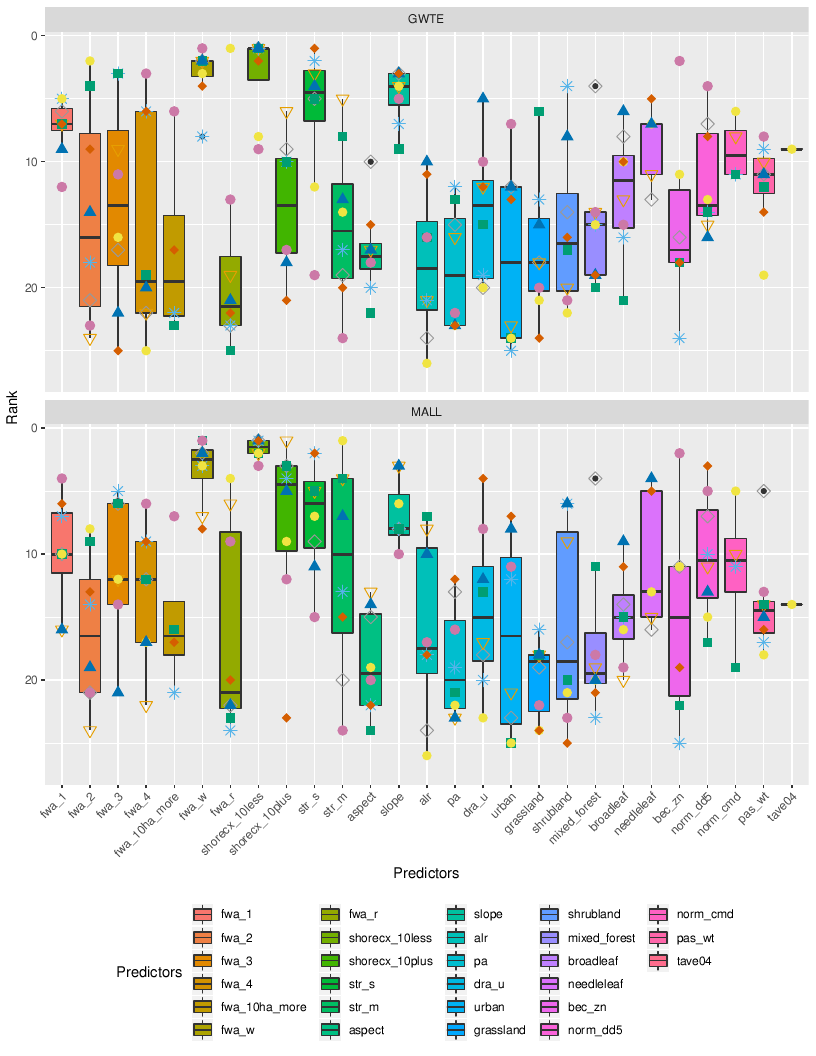 GWTE
0
10
20
MALL
0
10
20
Rank
fwa_1
fwa_2
fwa_3
fwa_4
fwa_10ha_more
fwa_w
fwa_r
shorecx_10less
shorecx_10plus
str_s
str_m
aspect
slope
alr
pa
dra_u
urban
grassland
shrubland
mixed_forest
broadleaf
needleleaf
bec_zn
norm_dd5
norm_cmd
pas_wt
tave04
Predictors
Predictors
fwa_1
fwa_2
fwa_3
fwa_4
fwa_10ha_more
fwa_w
fwa_r
shorecx_10less
shorecx_10plus
str_s
str_m
aspect
slope
alr
pa
dra_u
urban
grassland
shrubland
mixed_forest
broadleaf
needleleaf
bec_zn
norm_dd5
norm_cmd
pas_wt
tave04